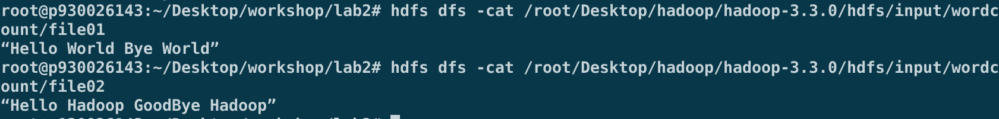 root@p930026143:~/Desktop/workshop/lab2# hdfs dfs -cat /root/Desktop/hadoop/hadoop-3.3.0/hdfs/input/wordc
ount/file01
“Hello World Bye World”
root@p930026143:~/Desktop/workshop/lab2# hdfs dfs -cat /root/Desktop/hadoop/hadoop-3.3.0/hdfs/input/wordc
ount/file02
“Hello Hadoop GoodBye Hadoop”